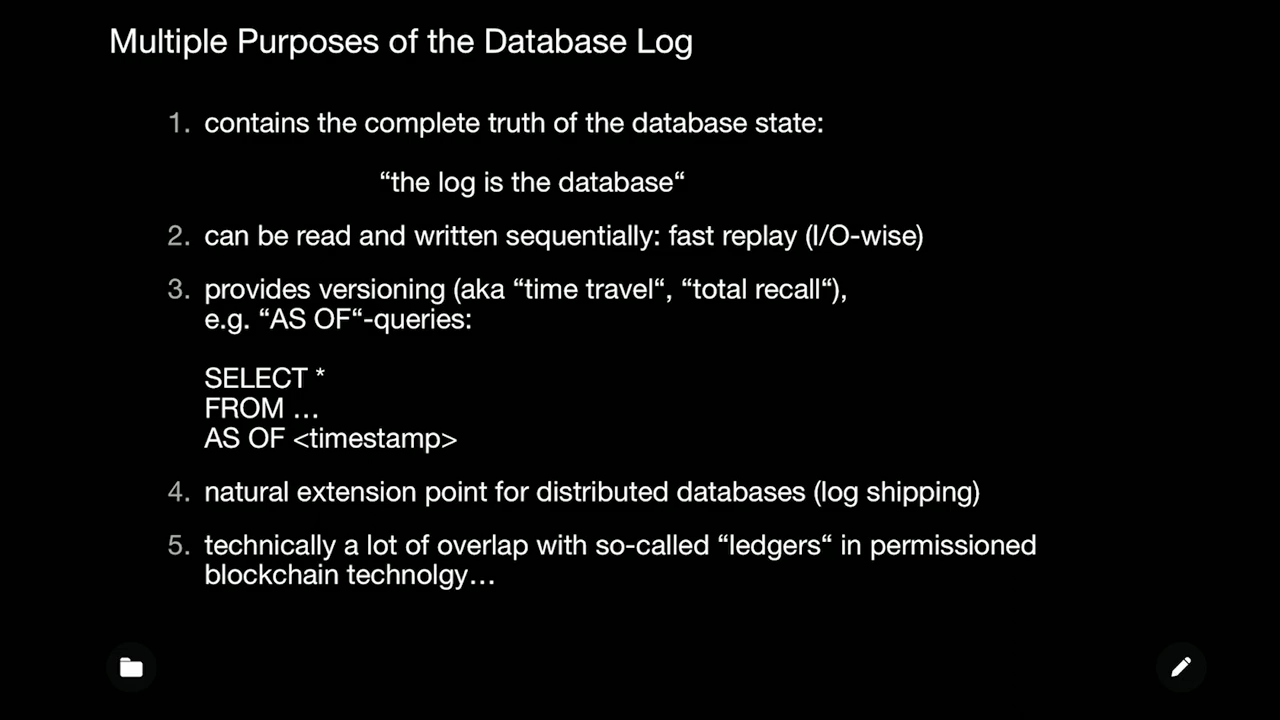 Multiple Purposes of the Database Log
1. contains the complete truth of the database state:
“the log is the database“
2. can be read and written sequentially: fast replay (I/O-wise)
3. provides versioning (aka “time travel“, “total recall“),
e.g. “AS OF“-queries:
SELECT *
FROM …
AS OF <timestamp>
4. natural extension point for distributed databases (log shipping)
5. technically a lot of overlap with so-called “ledgers“ in permissioned
blockchain technolgy…